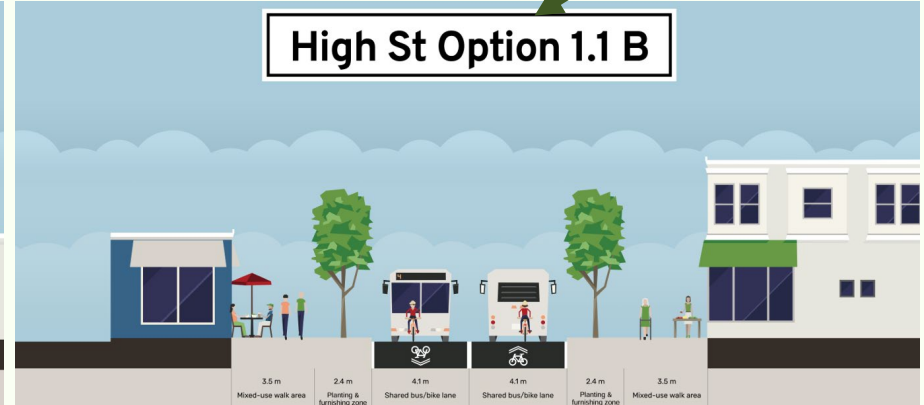 High St Option 1.1 B
4
3.5 m
Mixed-use walk area
2.4 m
Planting &
furnishing zone
4.1 m
Shared bus/bike lane
4.1 m
Shared bus/bike lane
2.4 m
Planting &
furnishing zone
3.5 m
Mixed-use walk area